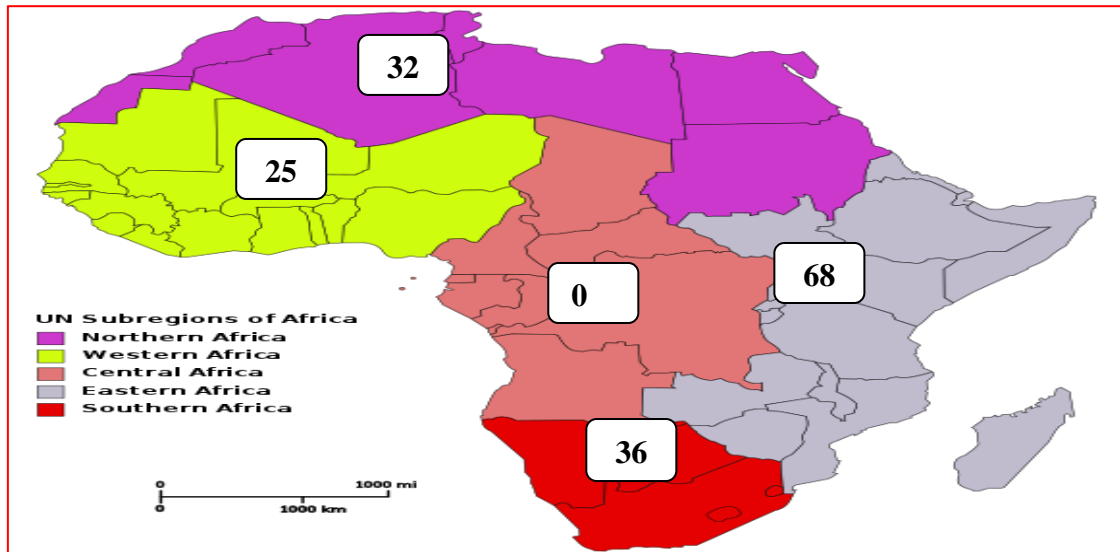 32
25
68
0
UN Subregions of Africa
Northern Africa
Western Africa
Central Africa
Eastern Africa
Southern Africa
36
0 1000 mi
0 1000 km